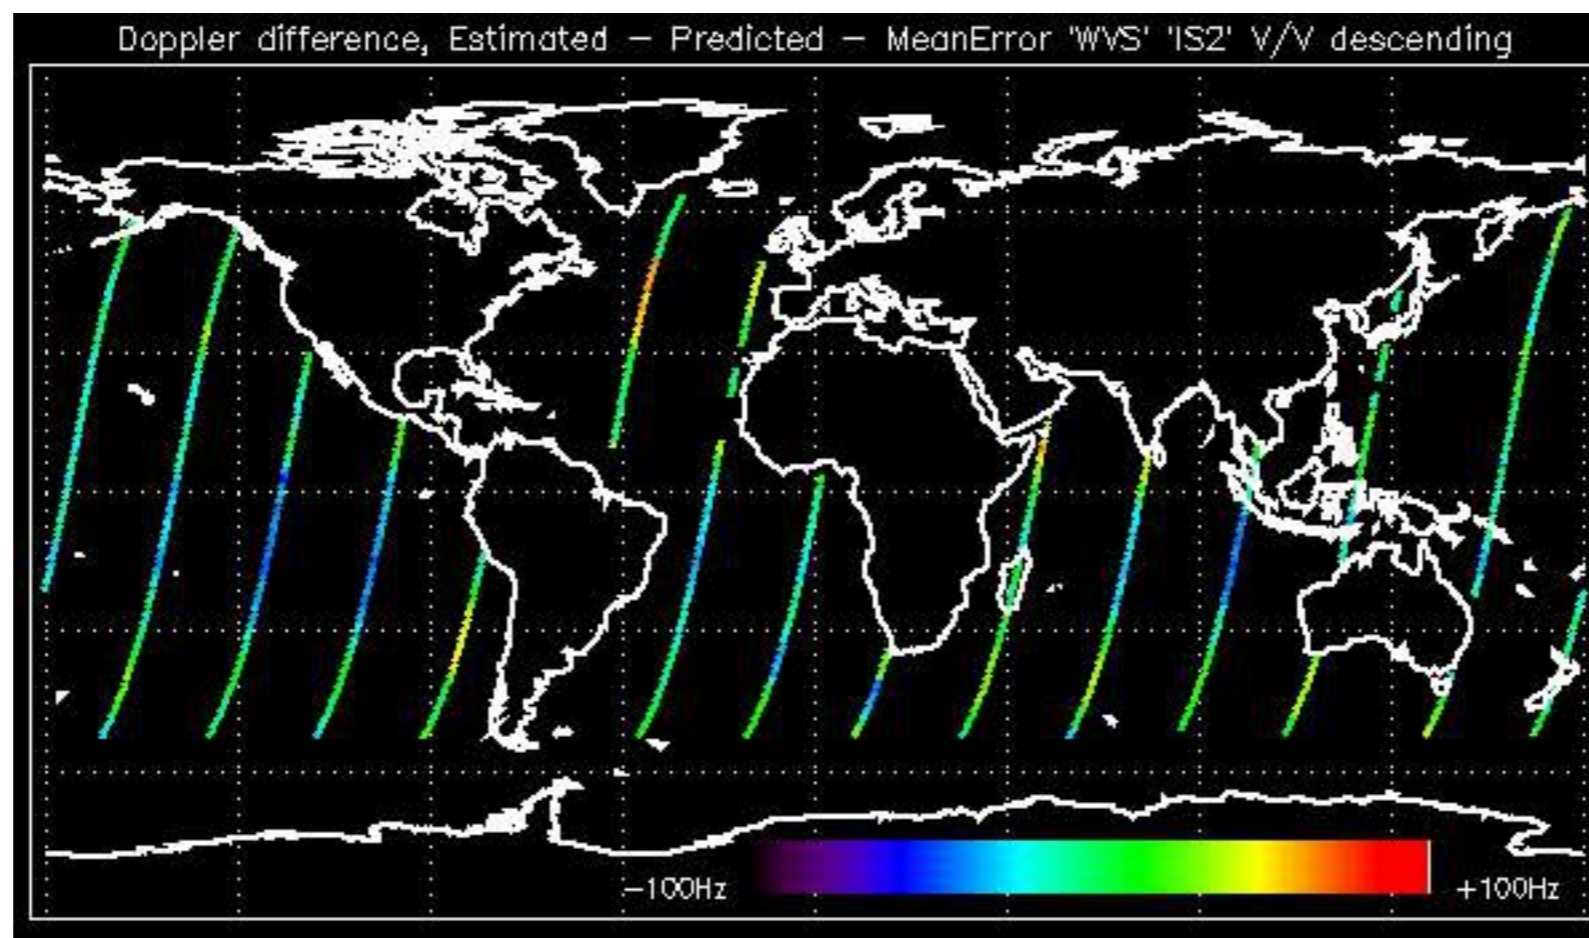 Doppler difference, Estimated — Predicted — MeanError 'WVS' 'IS2' V/V descending
−100Hz
+100Hz